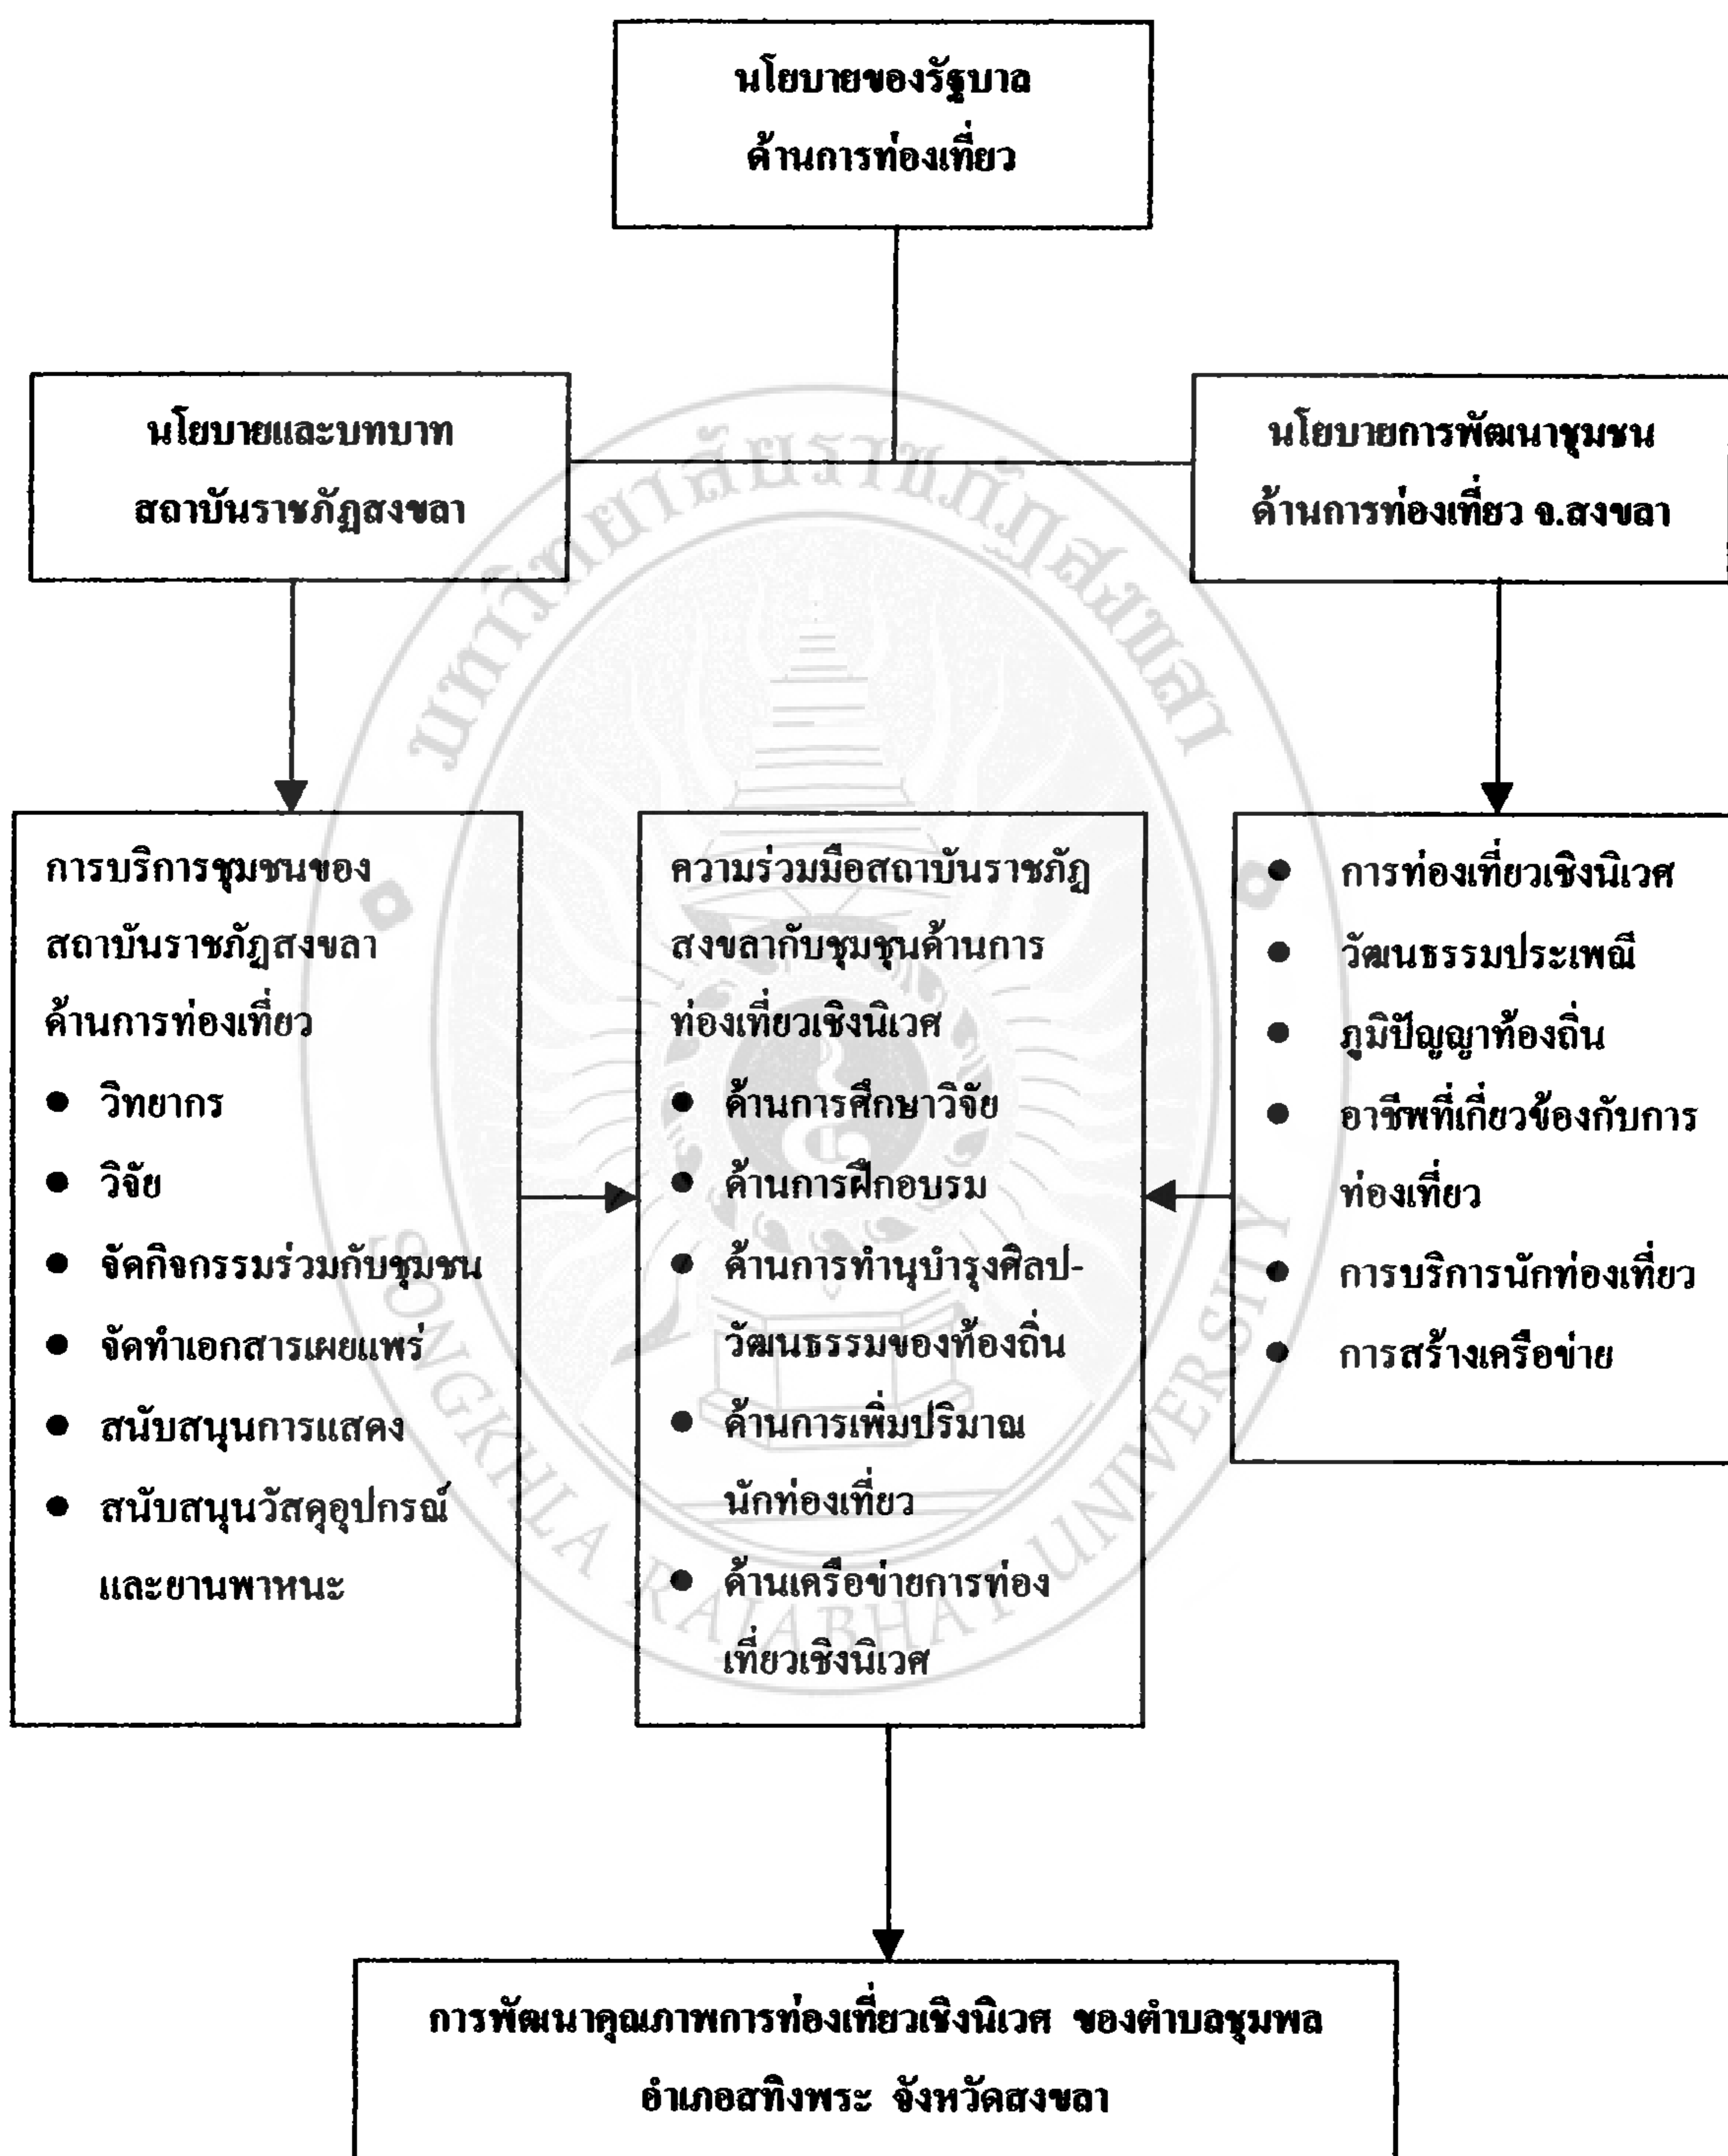 นโยบายของรัฐบาล
ด้านการท่องเที่ยว
นโยบายและบทบาท
สถาบันราชภัฏสงขลา
นโยบายการพัฒนาชุมชน
ด้านการท่องเที่ยว จ.สงขลา
การบริการชุมชนของ
สถาบันราชภัฏสงขลา
ด้านการท่องเที่ยว
● วิทยากร
● วิจัย
● จัดกิจกรรมร่วมกับชุมชน
● จัดทำเอกสารเผยแพร่
● สนับสนุนการแสดง
● สนับสนุนวัสดุอุปกรณ์
และยานพาหนะ
ความร่วมมือสถาบันราชภัฏ
สงขลากับชุมชนด้านการ
ท่องเที่ยวเชิงนิเวศ
● ด้านการศึกษาวิจัย
● ด้านการฝึกอบรม
● ด้านการทำนุบำรุงศิลป-
วัฒนธรรมของท้องถิ่น
● ด้านการเพิ่มปริมาณ
นักท่องเที่ยว
● ด้านเครือข่ายการท่อง
เที่ยวเชิงนิเวศ
● การท่องเที่ยวเชิงนิเวศ
● วัฒนธรรมประเพณี
● ภูมิปัญญาท้องถิ่น
● อาชีพที่เกี่ยวข้องกับการ
ท่องเที่ยว
● การบริการนักท่องเที่ยว
● การสร้างเครือข่าย
การพัฒนาคุณภาพการท่องเที่ยวเชิงนิเวศ ของตำบลชุมพล
อำเภอสทิงพระ จังหวัดสงขลา
มหาวิทยาลัยราชภัฏสงขลา
SONGKHLA RAJABHAT UNIVERSITY